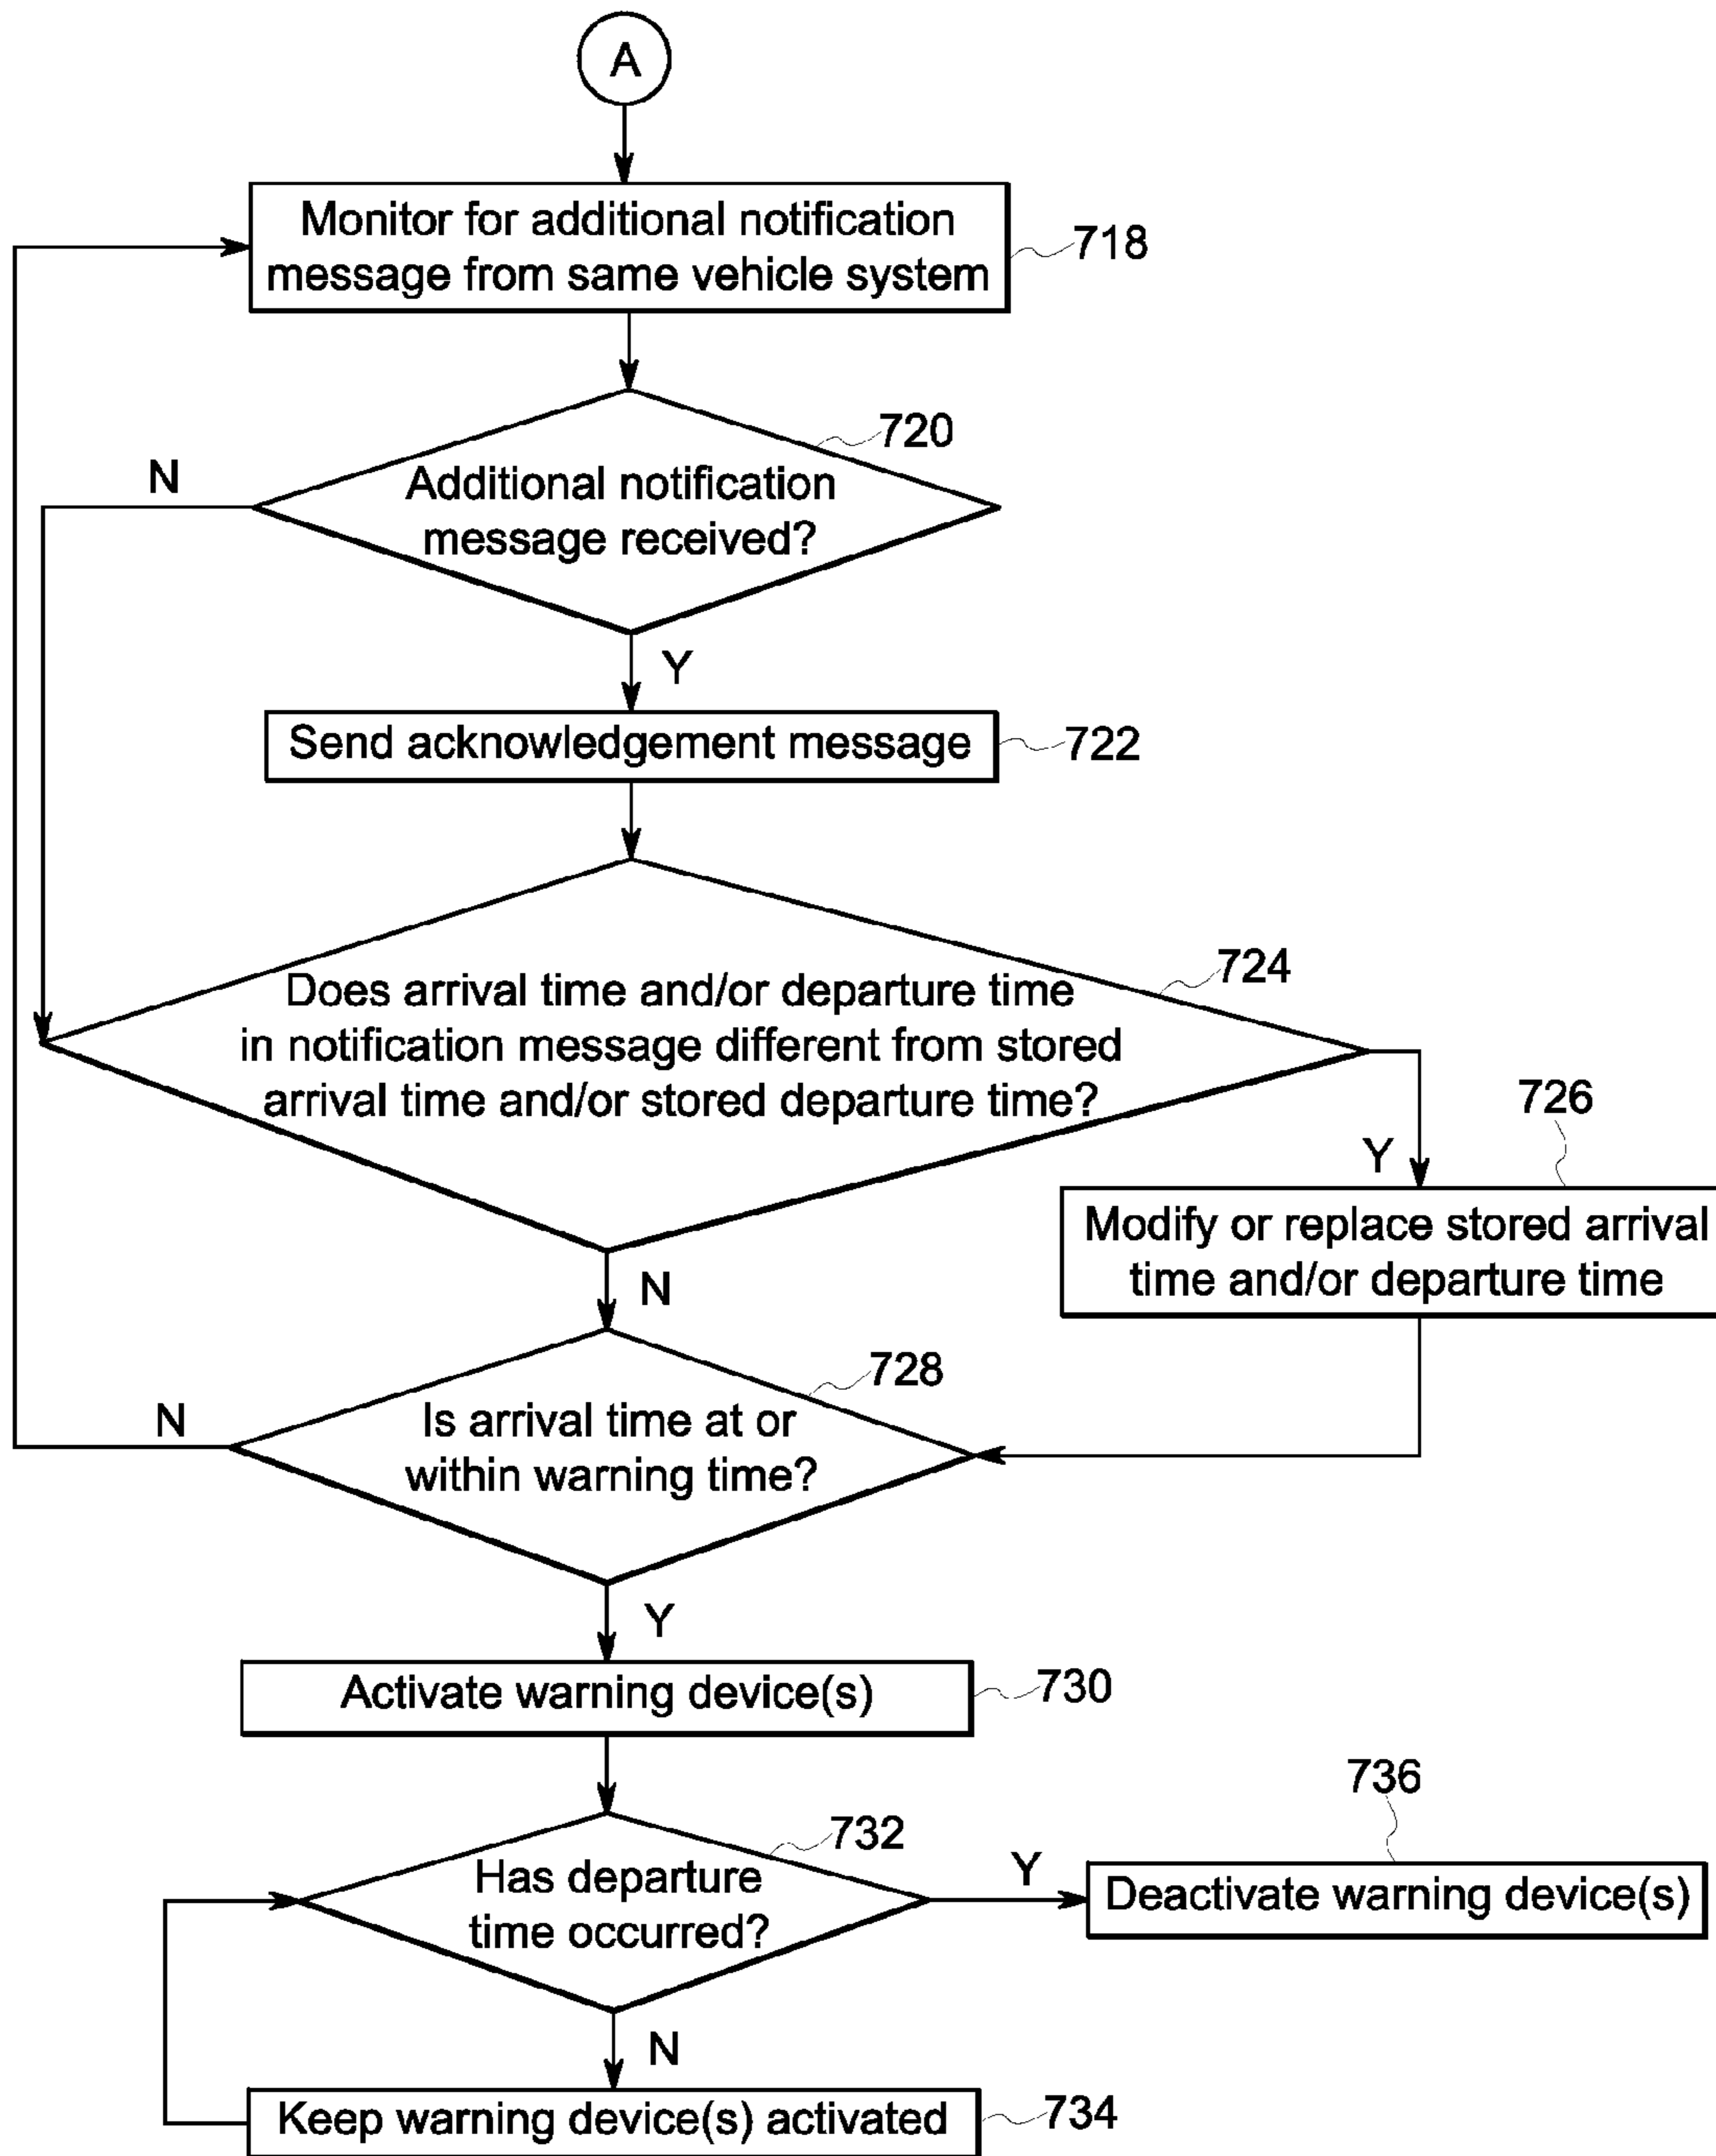 A
Monitor for additional notification
message from same vehicle system
718
720
N
Additional notification
message received?
Y
Send acknowledgement message
722
724
Does arrival time and/or departure time
in notification message different from stored
arrival time and/or stored departure time?
726
Y
Modify or replace stored arrival
time and/or departure time
N
728
N
Is arrival time at or
within warning time?
Y
Activate warning device(s)
730
736
732
Has departure
time occurred?
Y
Deactivate warning device(s)
N
Keep warning device(s) activated
734